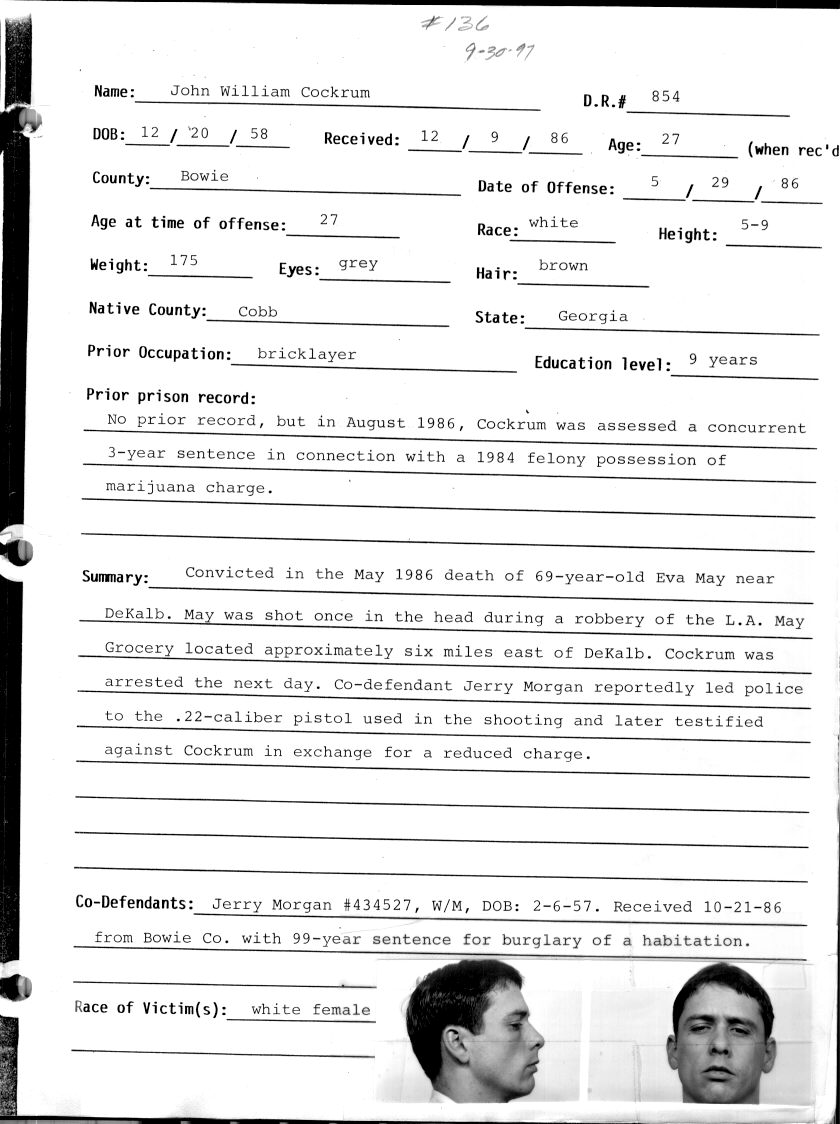 #136
9-30-97
Name: John William Cockrum D.R.# 854
DOB: 12 / 20 / 58 Received: 12 / 9 / 86 Age: 27 (when rec'd
County: Bowie Date of Offense: 5 / 29 / 86
Age at time of offense: 27 Race: white Height: 5-9
Weight: 175 Eyes: grey Hair: brown
Native County: Cobb State: Georgia
Prior Occupation: bricklayer Education level: 9 years
Prior prison record:
No prior record, but in August 1986, Cockrum was assessed a concurrent
3-year sentence in connection with a 1984 felony possession of
marijuana charge.
Summary: Convicted in the May 1986 death of 69-year-old Eva May near
DeKalb. May was shot once in the head during a robbery of the L.A. May
Grocery located approximately six miles east of DeKalb. Cockrum was
arrested the next day. Co-defendant Jerry Morgan reportedly led police
to the .22-caliber pistol used in the shooting and later testified
against Cockrum in exchange for a reduced charge.
Co-Defendants: Jerry Morgan #434527, W/M, DOB: 2-6-57. Received 10-21-86
from Bowie Co. with 99-year sentence for burglary of a habitation.
Race of Victim(s): white female